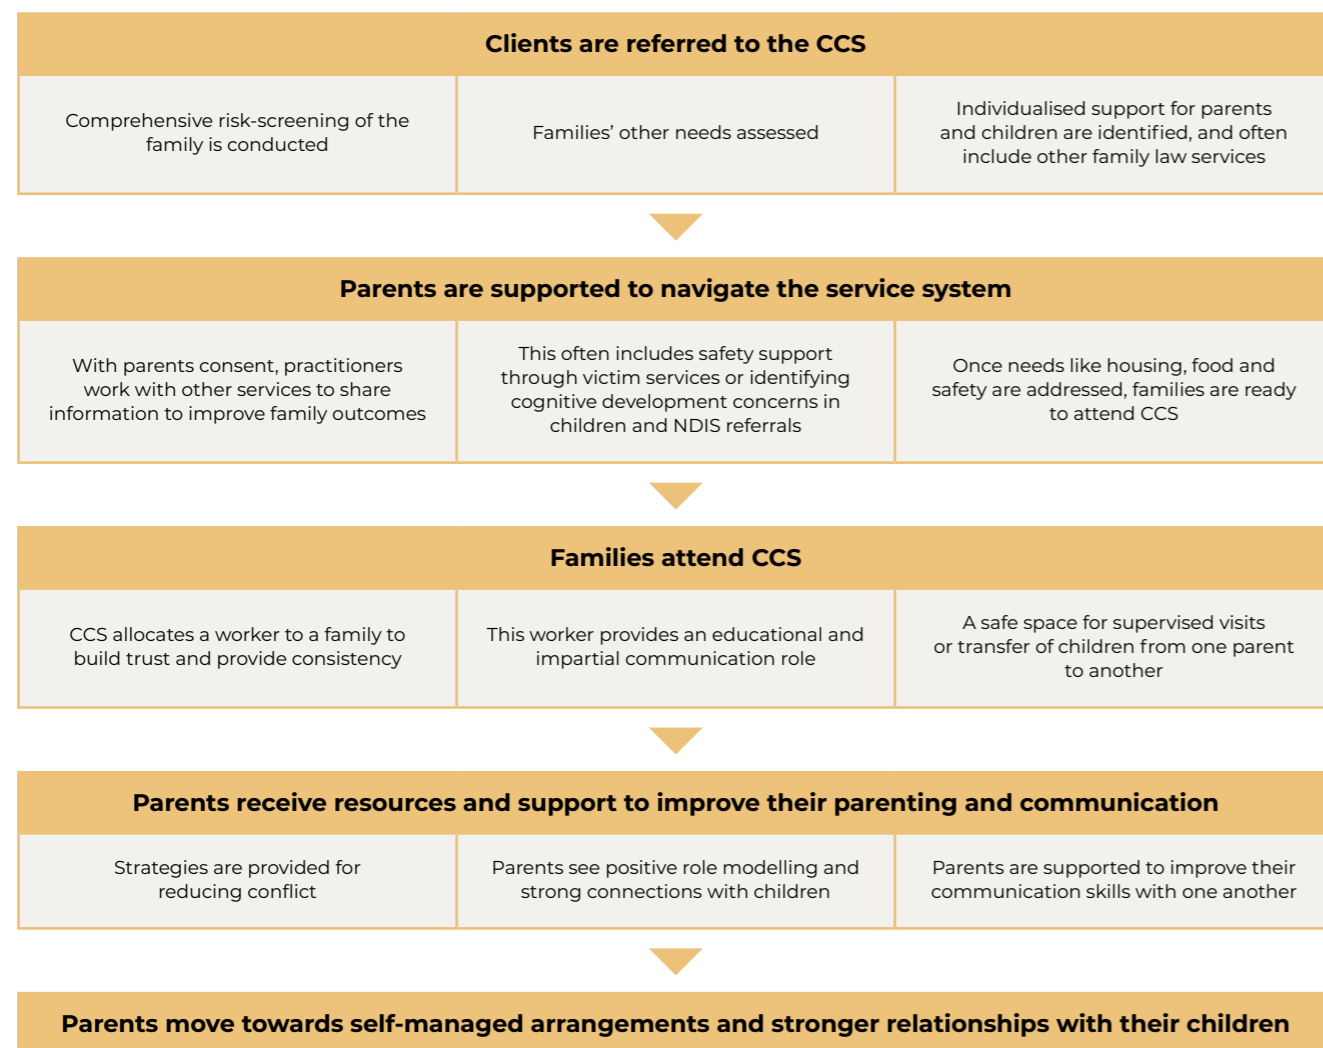 Clients are referred to the CCS
Comprehensive risk-screening of the
family is conducted
Families’ other needs assessed
Individualised support for parents
and children are identified, and often
include other family law services
Parents are supported to navigate the service system
With parents consent, practitioners
work with other services to share
information to improve family outcomes
This often includes safety support
through victim services or identifying
cognitive development concerns in
children and NDIS referrals
Once needs like housing, food and
safety are addressed, families are ready
to attend CCS
Families attend CCS
CCS allocates a worker to a family to
build trust and provide consistency
This worker provides an educational and
impartial communication role
A safe space for supervised visits
or transfer of children from one parent
to another
Parents receive resources and support to improve their parenting and communication
Strategies are provided for
reducing conflict
Parents see positive role modelling and
strong connections with children
Parents are supported to improve their
communication skills with one another
Parents move towards self-managed arrangements and stronger relationships with their children